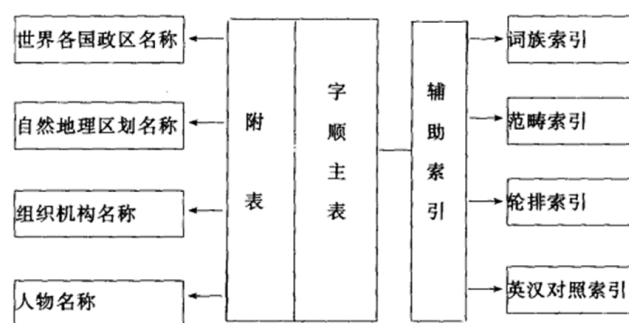 世界各国政区名称
自然地理区划名称
组织机构名称
人物名称
附表
字顺主表
辅助索引
词族索引
范畴索引
轮排索引
英汉对照索引